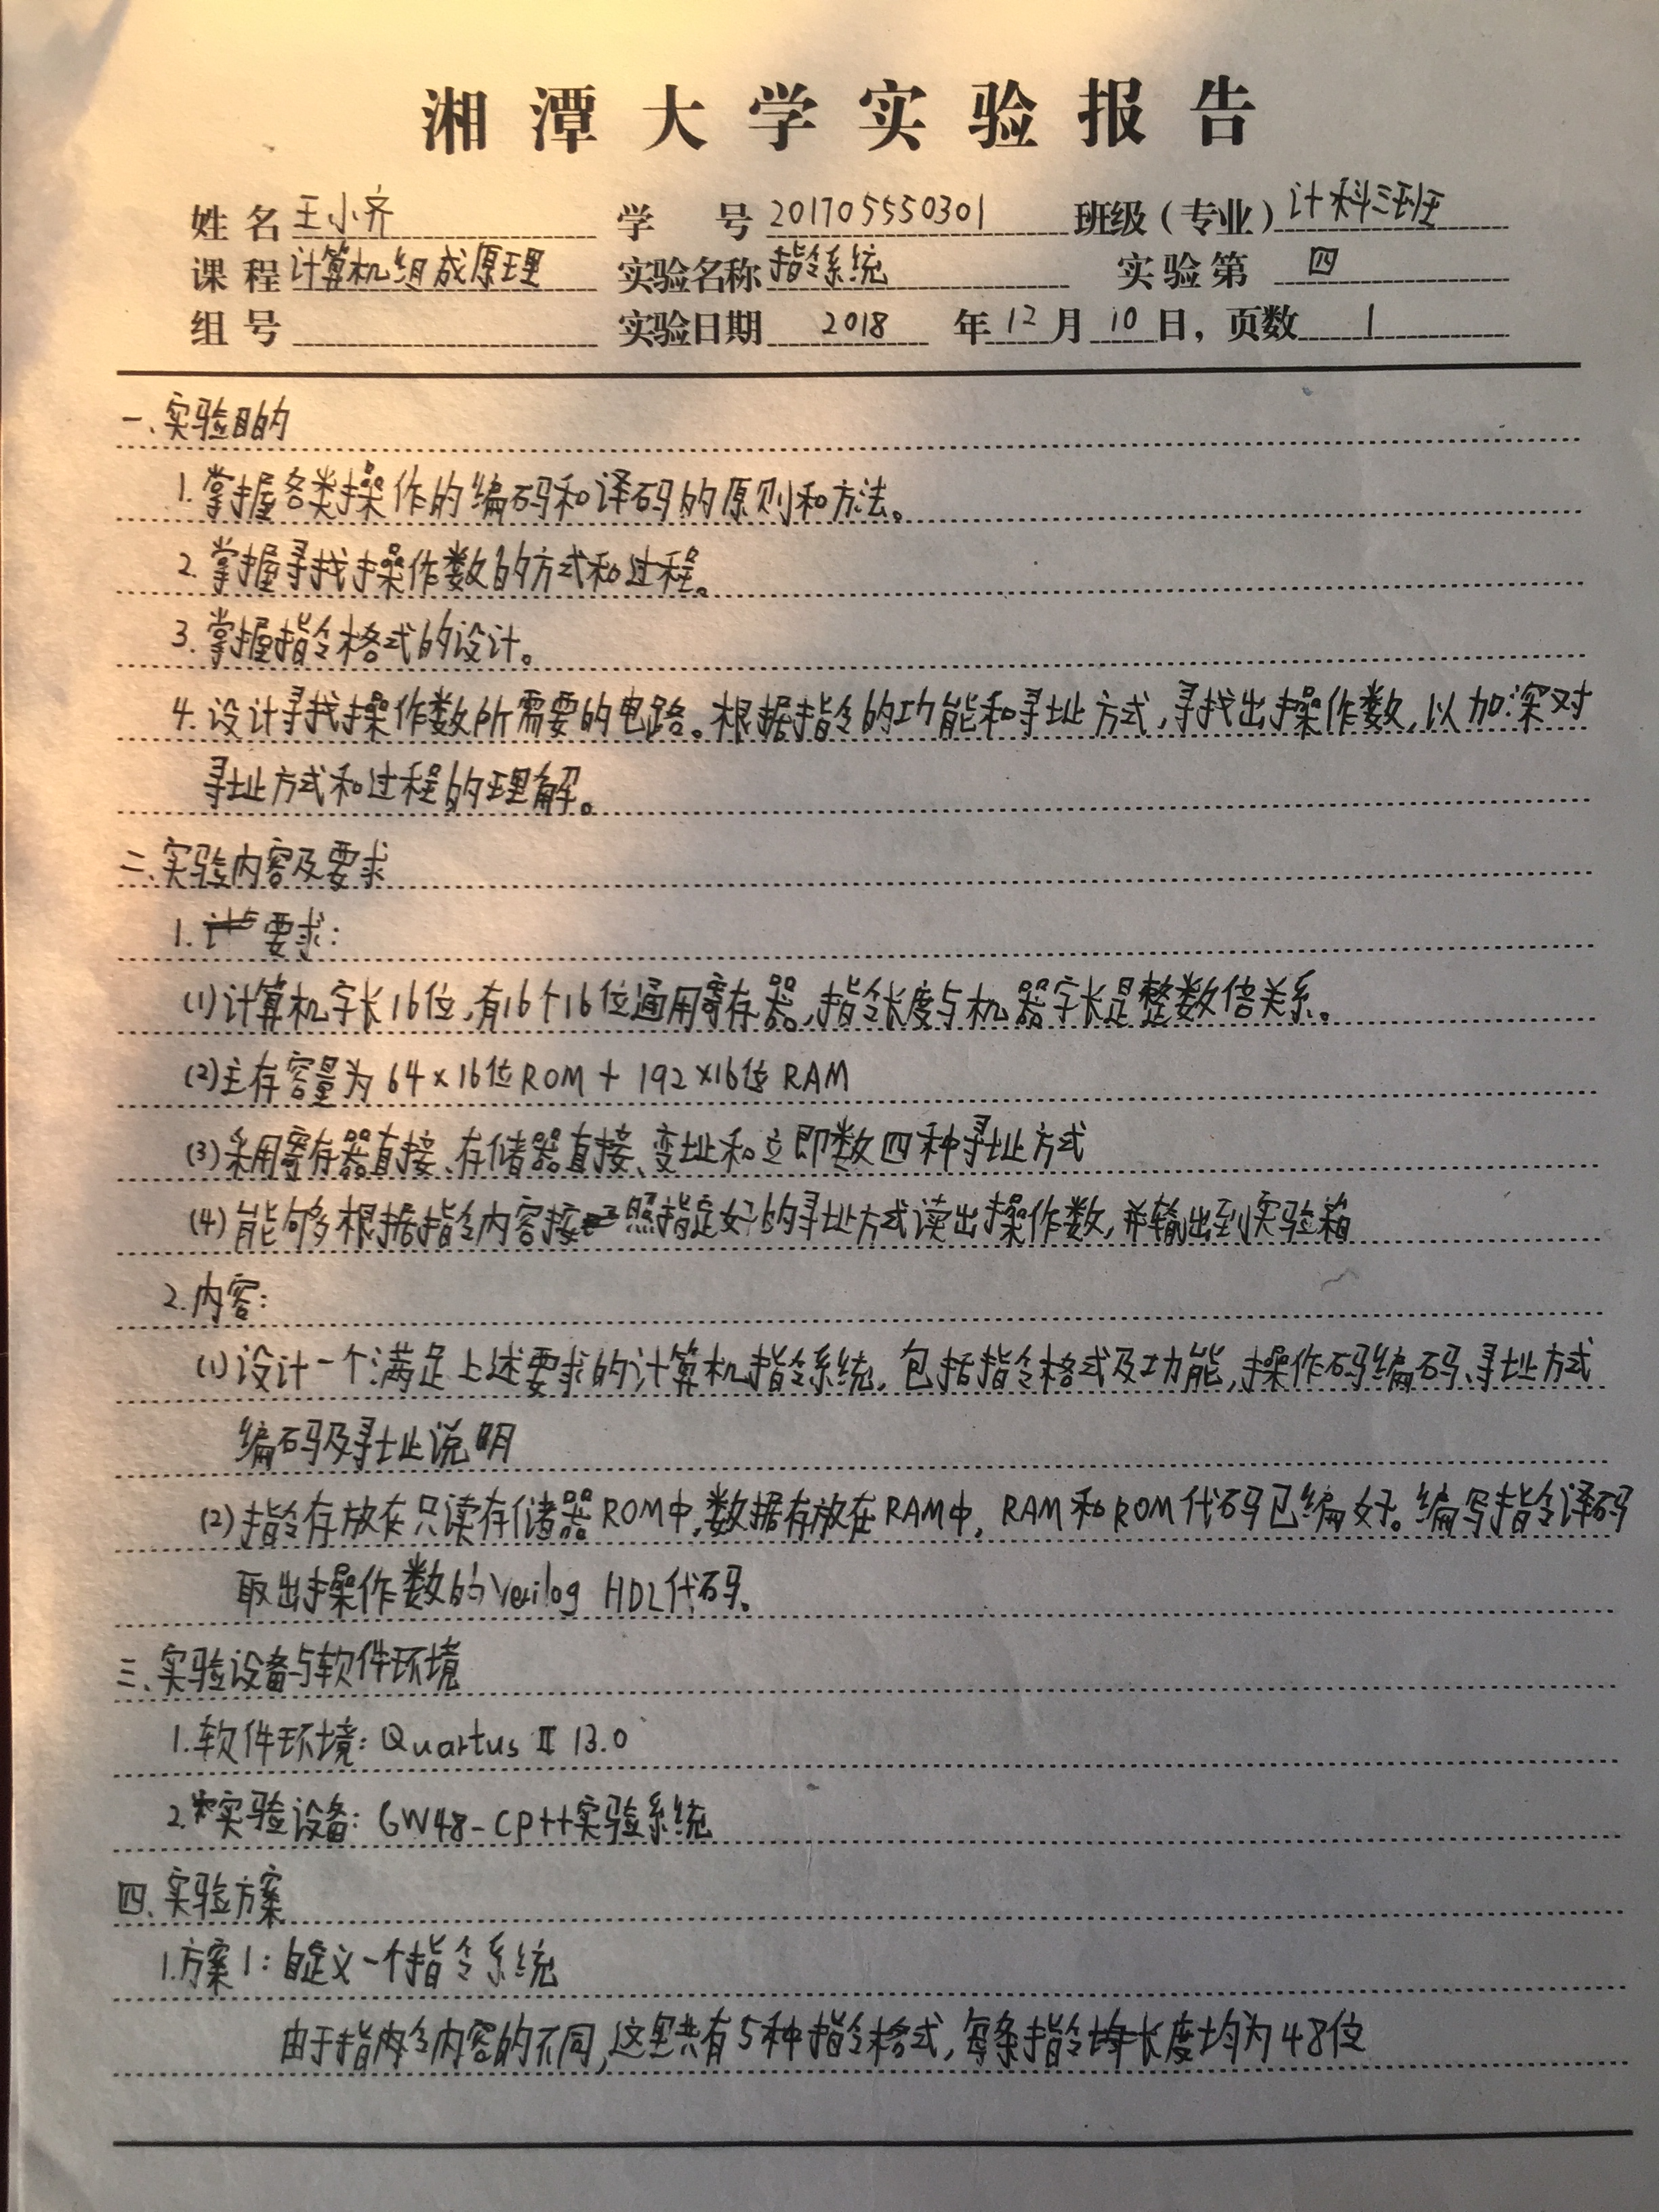 湘潭大学实验报告
姓名 王小齐 学号 201705550301 班级（专业）计科三班
课程 计算机组成原理 实验名称 指令系统 实验第 四
组号 实验日期 2018 年 12 月 10 日，页数 1
一、实验目的
1.掌握各类操作的编码和译码的原则和方法。
2.掌握寻找操作数的方式和过程。
3.掌握指令格式的设计。
4.设计寻找操作数所需要的电路。根据指令的功能和寻址方式,寻找出操作数,以加深对
寻址方式和过程的理解。
二、实验内容及要求
1.要求:
(1)计算机字长16位,有16个16位通用寄存器,指令长度与机器字长是整数倍关系。
(2)主存容量为64×16位ROM+192×16位RAM
(3)采用寄存器直接、存储器直接、变址和立即数四种寻址方式
(4)能够根据指令内容按照指定好的寻址方式读出操作数,并输出到实验箱
2.内容:
(1)设计一个满足上述要求的计算机指令系统,包括指令格式及功能,操作码编码、寻址方式
编码及寻址说明
(2)指令存放在只读存储器ROM中,数据存放在RAM中, RAM和ROM代码已编好。编写指令译码
取出操作数的Verilog HDL代码。
三、实验设备与软件环境
1.软件环境:Quartus Ⅱ 13.0
2.实验设备:GW48-CP++实验系统
四、实验方案
1.方案1:自定义一个指令系统
由于指令内容的不同,这里共有5种指令格式,每条指令长度均为48位